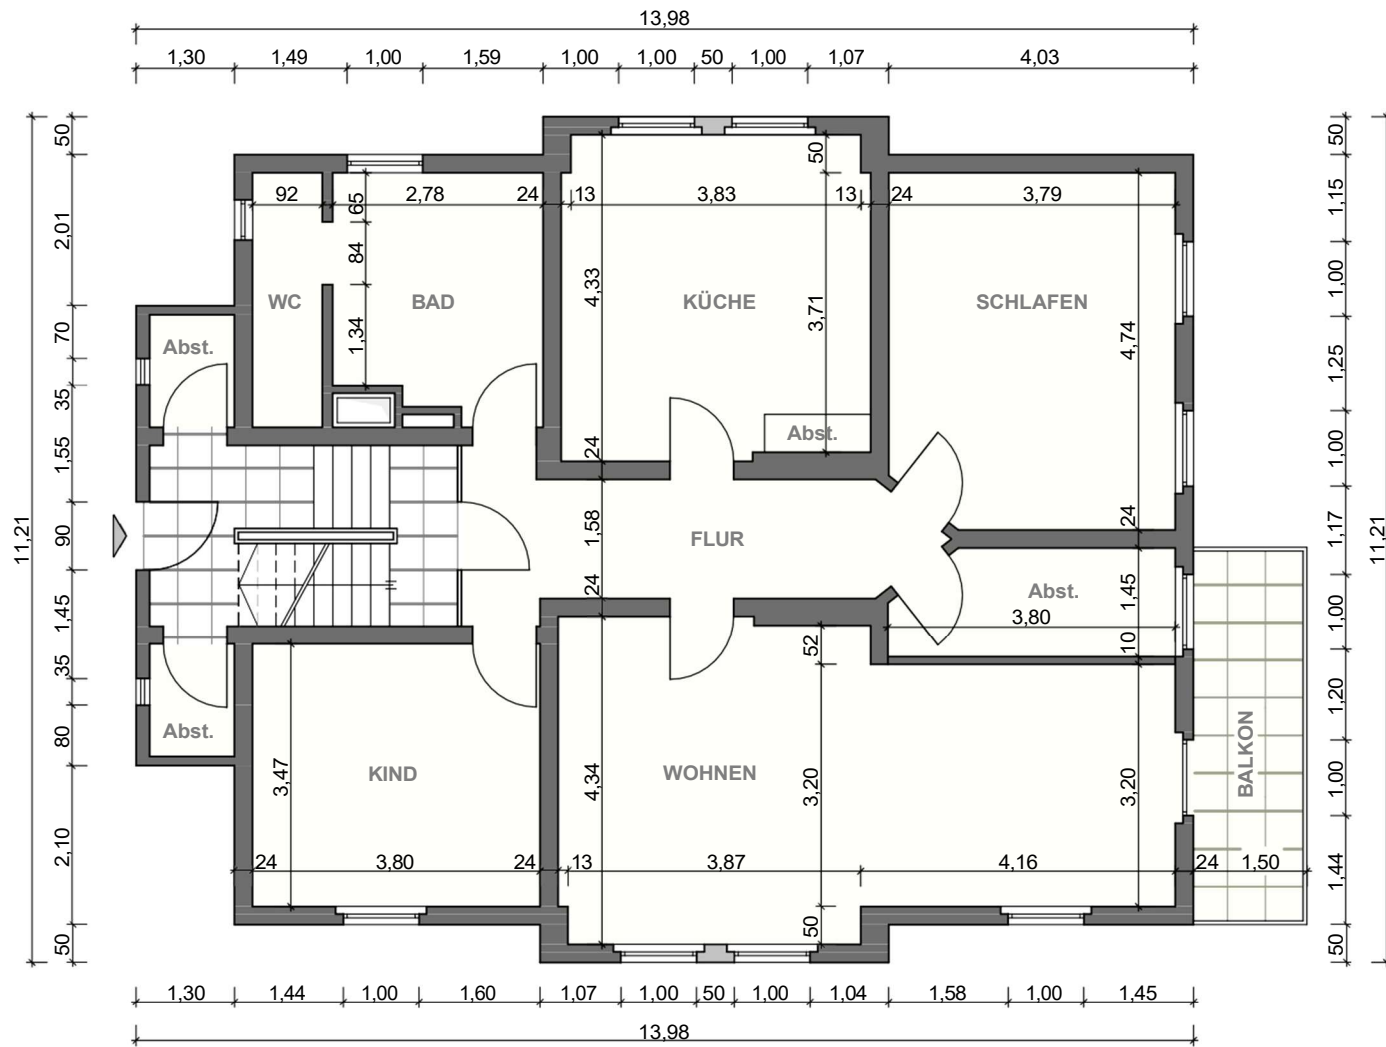 13,98
1,30 1,49 1,00 1,59 1,00 1,00 50 1,00 1,07 4,03
11,21
50 2,01 70 35 1,55 90 1,45 35 80 2,10 50
50 1,15 1,00 1,25 1,00 1,17 1,00 1,20 1,00 1,44 50
11,21
92 2,78 24 13 3,83 13 24 3,79
65 84 1,34
4,33 24
50 3,71
4,74 24
WC BAD KÜCHE SCHLAFEN
Abst.
Abst.
FLUR
1,58 24
Abst.
3,80
1,45 10
52
Abst.
KIND WOHNEN
BALKON
3,47 4,34 3,20 3,20
24 3,80 24 13 3,87 4,16 24 1,50
50
1,30 1,44 1,00 1,60 1,07 1,00 50 1,00 1,04 1,58 1,00 1,45
13,98